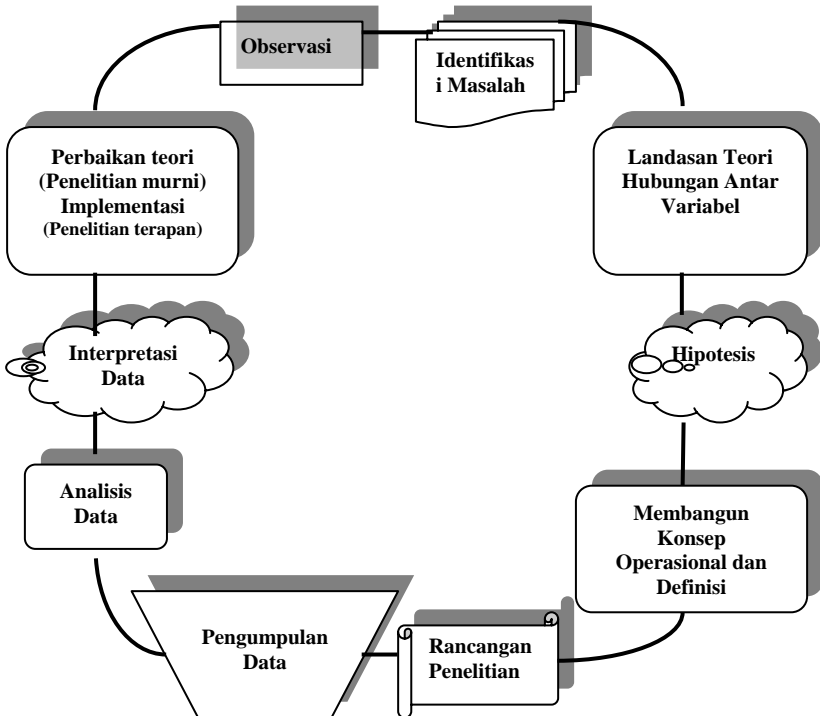 Observasi
Identifikas
i Masalah
Landasan Teori
Hubungan Antar
Variabel
Hipotesis
Membangun
Konsep
Operasional dan
Definisi
Rancangan
Penelitian
Pengumpulan
Data
Analisis
Data
Interpretasi
Data
Perbaikan teori
(Penelitian murni)
Implementasi
(Penelitian terapan)